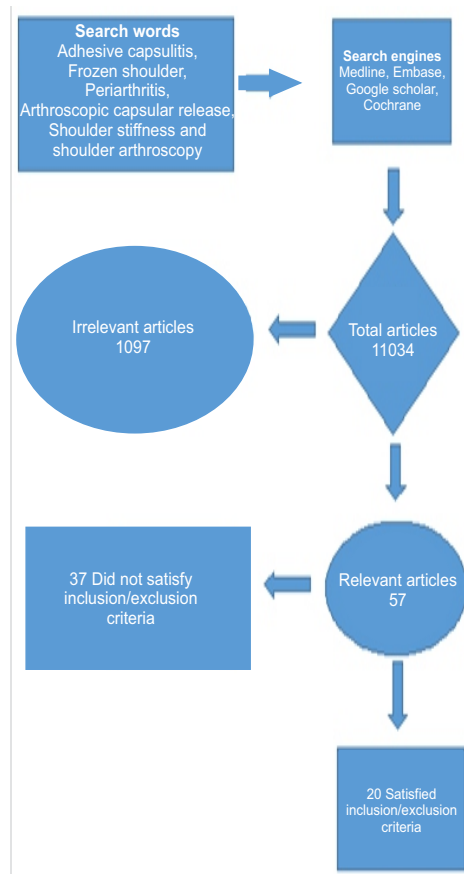 Search words
Adhesive capsulitis,
Frozen shoulder,
Periarthritis,
Arthroscopic capsular release,
Shoulder stiffness and
shoulder arthroscopy
Search engines
Medline, Embase,
Google scholar,
Cochrane
Irrelevant articles
1097
Total articles
11034
37 Did not satisfy
inclusion/exclusion
criteria
Relevant articles
57
20 Satisfied
inclusion/exclusion
criteria